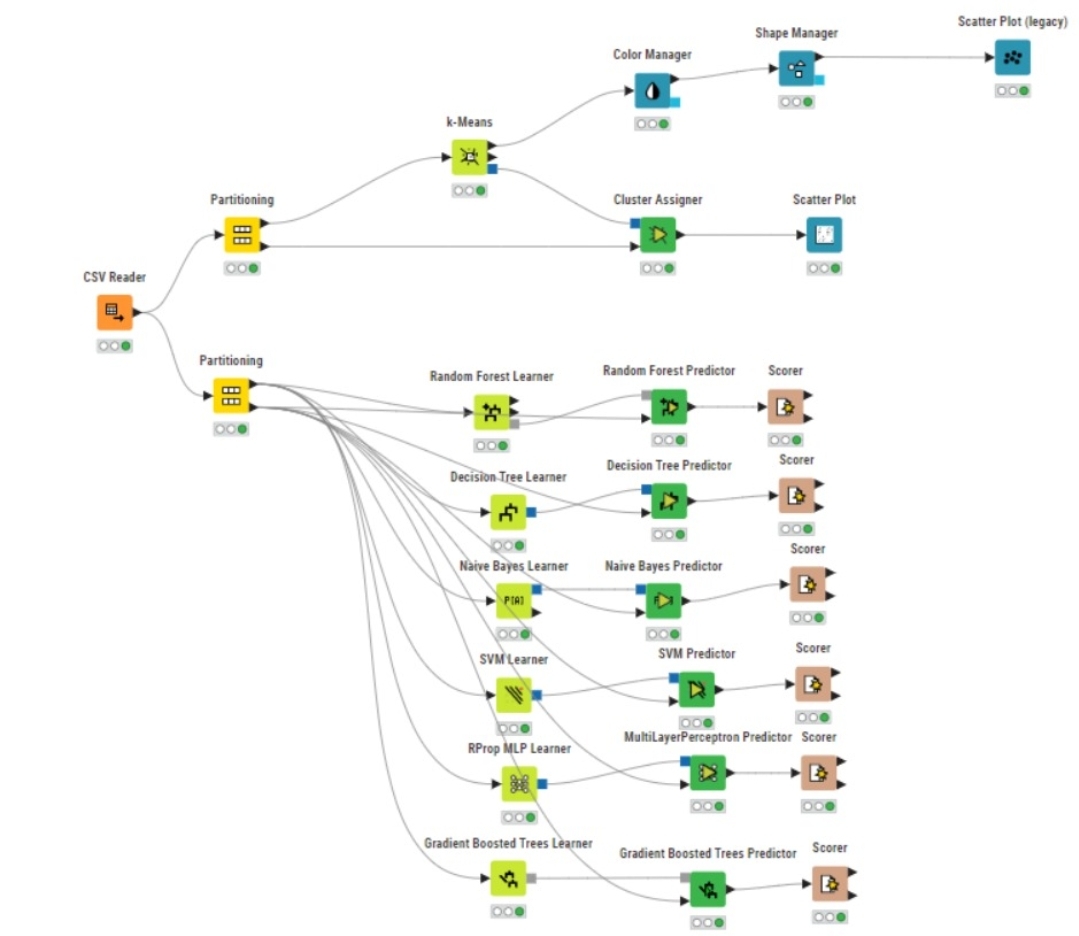 Scatter Plot (legacy)
Shape Manager
Color Manager
k-Means
Partitioning
Cluster Assigner
Scatter Plot
CSV Reader
Partitioning
Random Forest Learner
Random Forest Predictor
Scorer
Decision Tree Learner
Decision Tree Predictor
Scorer
Naive Bayes Learner
P(A)
Naive Bayes Predictor
Scorer
SVM Learner
SVM Predictor
Scorer
RProp MLP Learner
MultiLayerPerceptron Predictor
Scorer
Gradient Boosted Trees Learner
Gradient Boosted Trees Predictor
Scorer